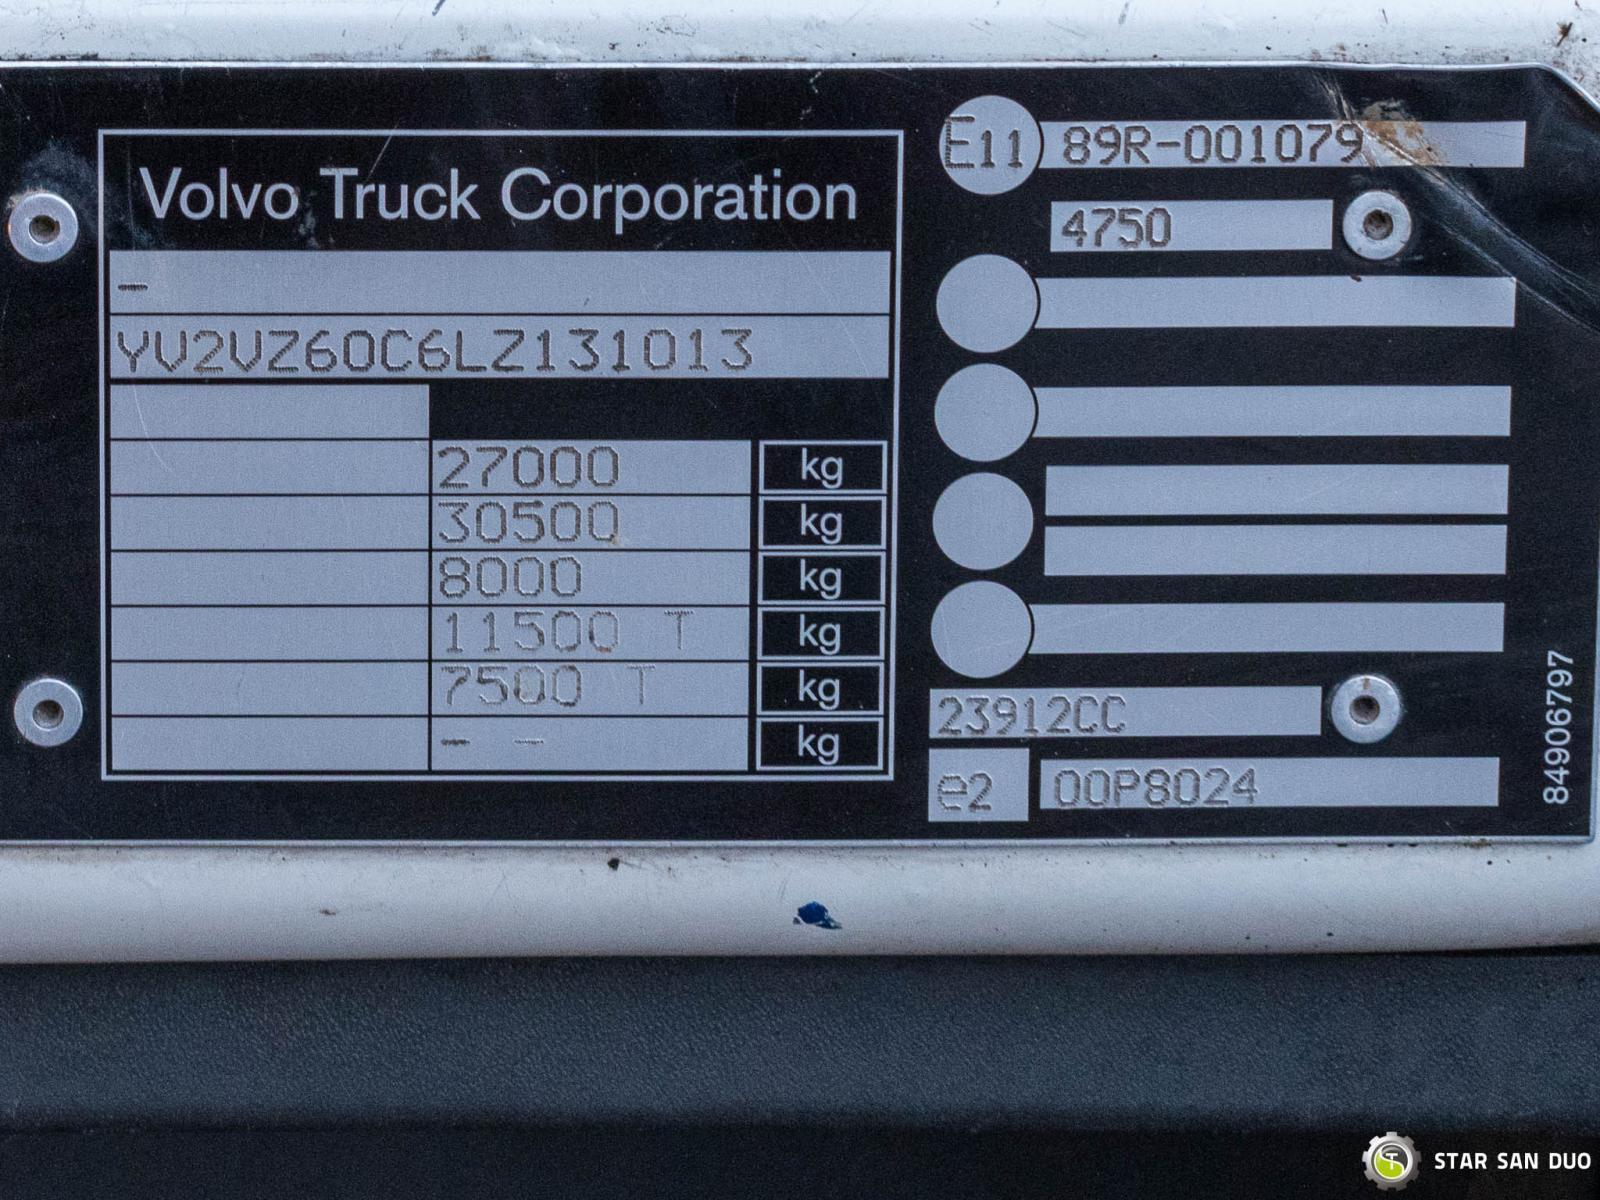 Volvo Truck Corporation
-
YV2VZ60C6LZ131013
27000 kg
30500 kg
8000 kg
11500 T kg
7500 T kg
- - kg
E11 89R-001079
4750
23912CC
e2 00P8024
84906797
STAR SAN DUO